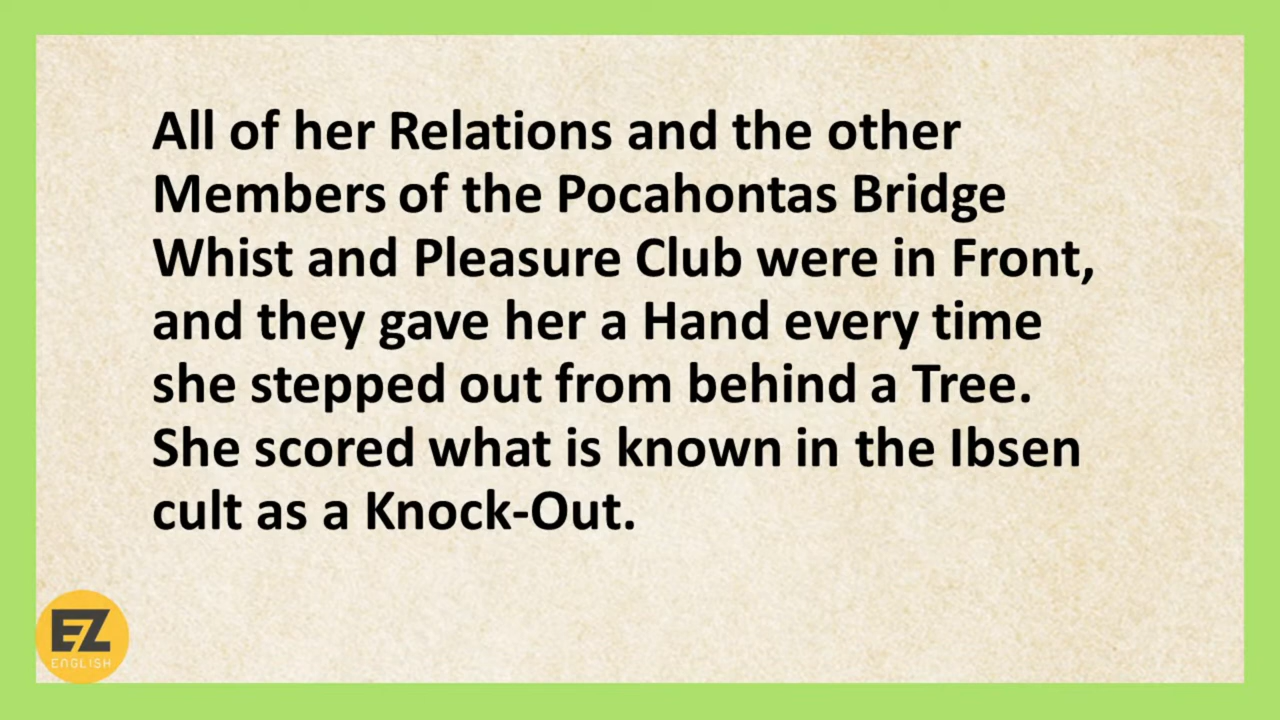 All of her Relations and the other
Members of the Pocahontas Bridge
Whist and Pleasure Club were in Front,
and they gave her a Hand every time
she stepped out from behind a Tree.
She scored what is known in the Ibsen
cult as a Knock-Out.
EZ
ENGLISH